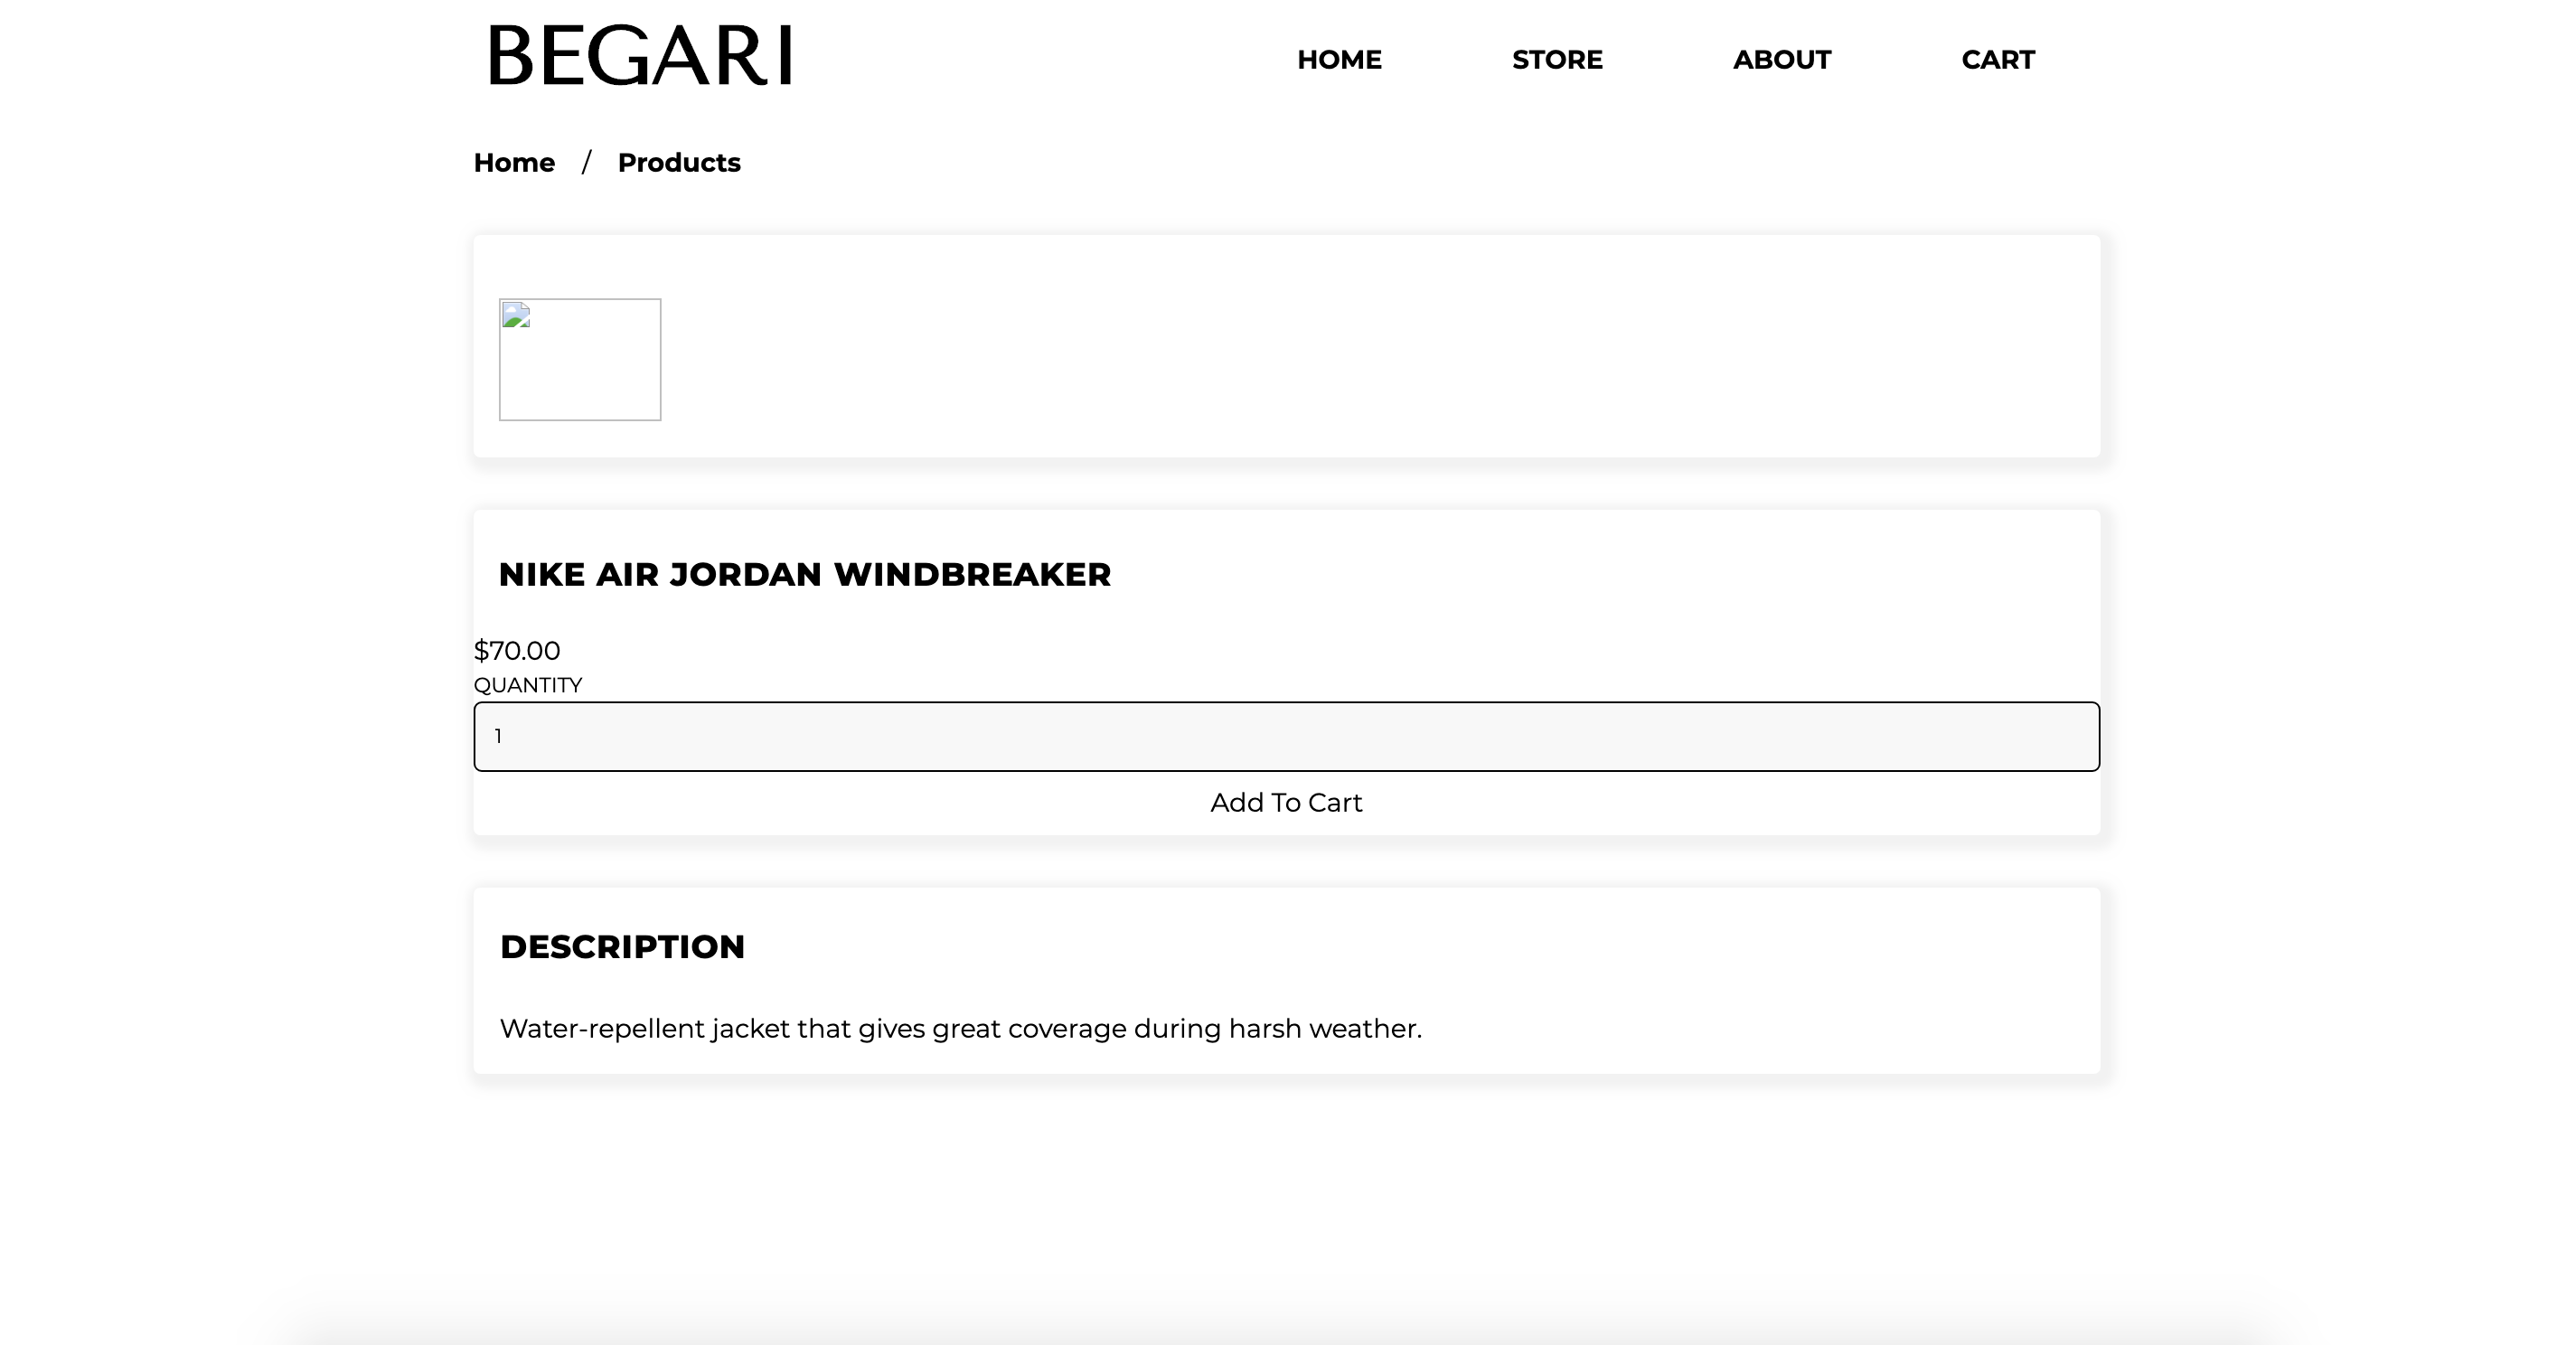 BEGARI
HOME STORE ABOUT CART
Home / Products
NIKE AIR JORDAN WINDBREAKER
$70.00
QUANTITY
1
Add To Cart
DESCRIPTION
Water-repellent jacket that gives great coverage during harsh weather.